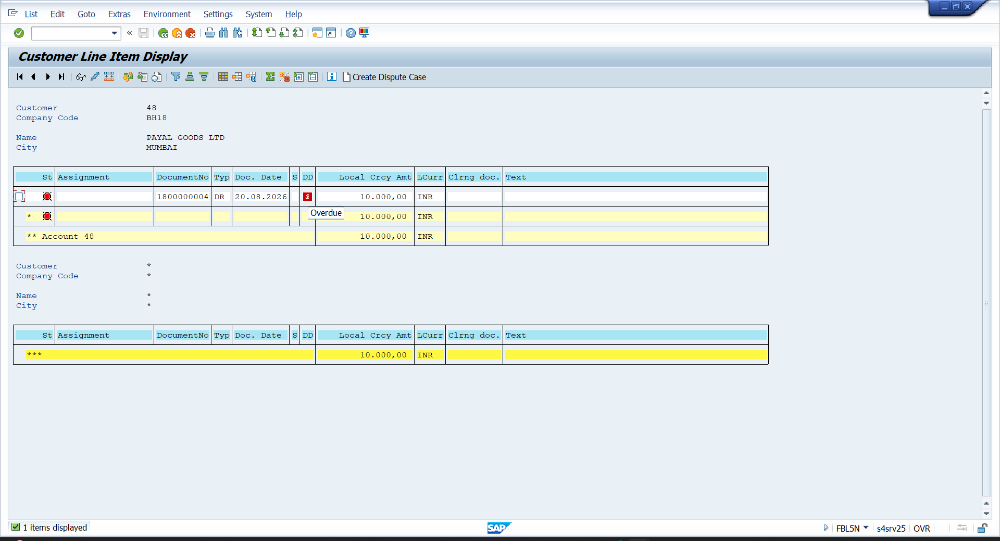 List Edit Goto Extras Environment Settings System Help
Customer Line Item Display
Create Dispute Case
Customer 48
Company Code BH18
Name PAYAL GOODS LTD
City MUMBAI
St Assignment DocumentNo Typ Doc. Date S DD Local Crcy Amt LCurr Clrng doc. Text
1800000004 DR 20.08.2026 10.000,00 INR
* Overdue 10.000,00 INR
** Account 48 10.000,00 INR
Customer *
Company Code *
Name *
City *
St Assignment DocumentNo Typ Doc. Date S DD Local Crcy Amt LCurr Clrng doc. Text
*** 10.000,00 INR
1 items displayed SAP FBL5N s4srv25 OVR